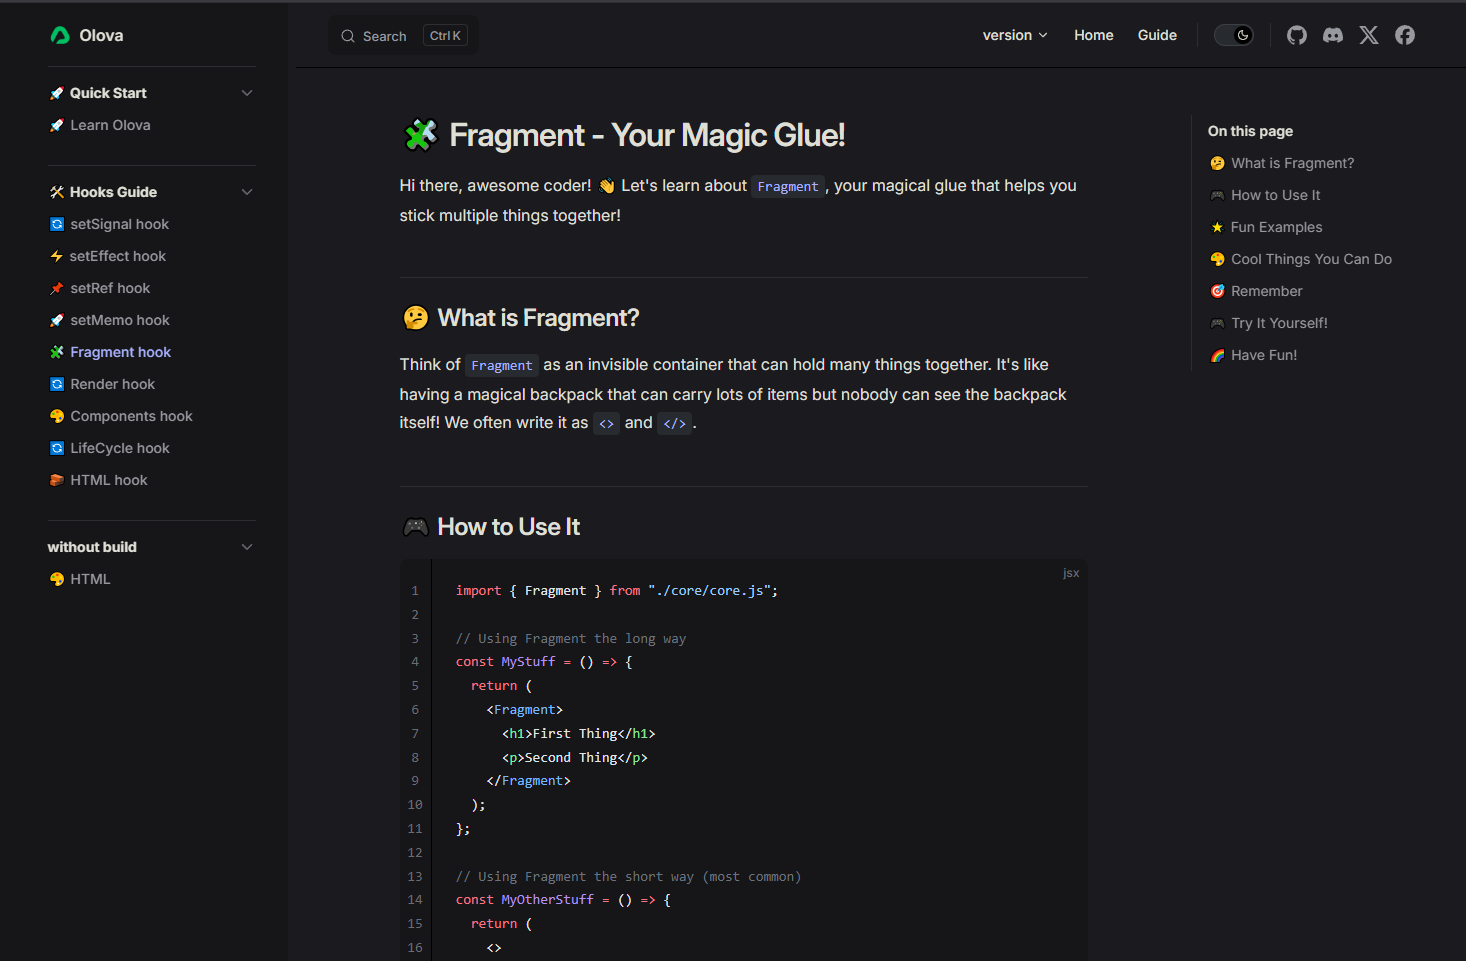 Olova
Search Ctrl K
version
Home
Guide
Quick Start
Learn Olova
Hooks Guide
setSignal hook
setEffect hook
setRef hook
setMemo hook
Fragment hook
Render hook
Components hook
LifeCycle hook
HTML hook
without build
HTML
Fragment - Your Magic Glue!
Hi there, awesome coder! 👋 Let's learn about Fragment, your magical glue that helps you
stick multiple things together!
What is Fragment?
Think of Fragment as an invisible container that can hold many things together. It's like
having a magical backpack that can carry lots of items but nobody can see the backpack
itself! We often write it as <> and </>.
How to Use It
jsx
1 import { Fragment } from "./core/core.js";
2
3 // Using Fragment the long way
4 const MyStuff = () => {
5 return (
6 <Fragment>
7 <h1>First Thing</h1>
8 <p>Second Thing</p>
9 </Fragment>
10 );
11 };
12
13 // Using Fragment the short way (most common)
14 const MyOtherStuff = () => {
15 return (
16 <>
On this page
What is Fragment?
How to Use It
Fun Examples
Cool Things You Can Do
Remember
Try It Yourself!
Have Fun!